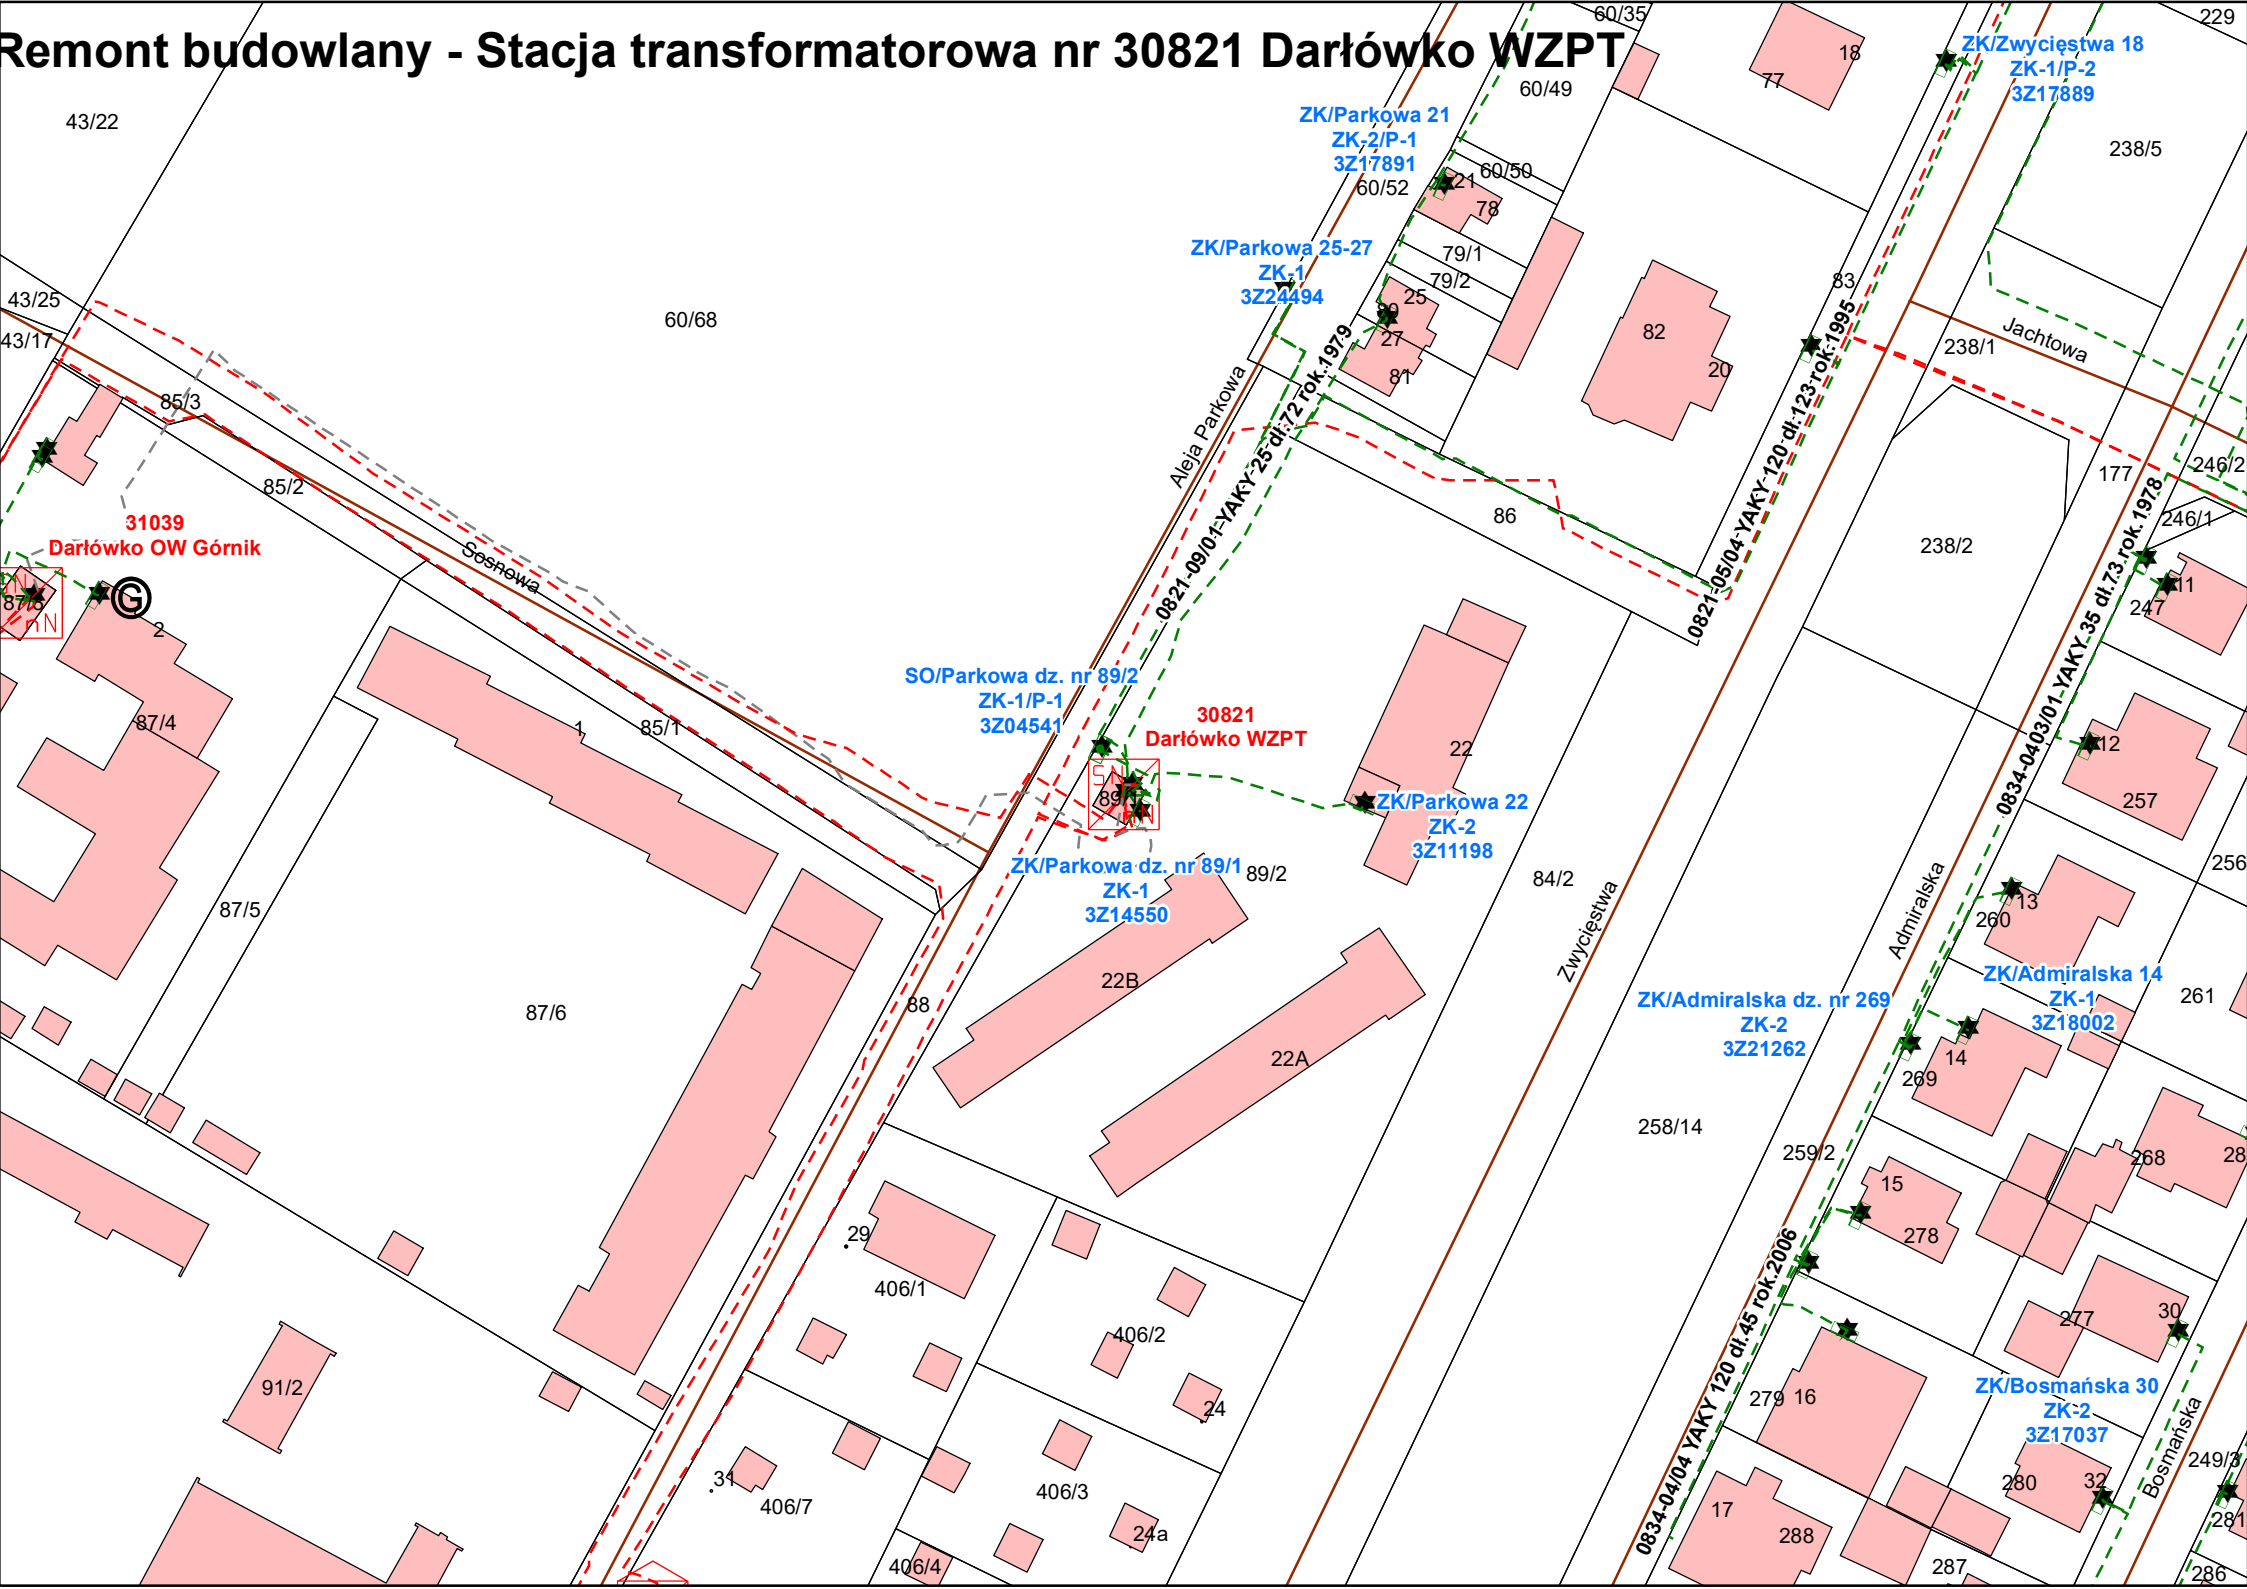 Remont budowlany - Stacja transformatorowa nr 30821 Darłówko WZPT
60/35
229
18
77
ZK/Zwycięstwa 18
ZK-1/P-2
3Z17889
43/22
60/49
ZK/Parkowa 21
ZK-2/P-1
3Z17891
238/5
60/50
60/52
21
78
ZK/Parkowa 25-27
ZK-1
3Z24494
79/1
79/2
83
43/25
25
80
27
60/68
43/17
82
238/1
Jachtowa
20
81
85/3
Aleja Parkowa
0821-09/01 YAKY 25 dł.72 rok.1979
0821-05/04 YAKY 120 dł.123 rok.1995
177
246/2
85/2
86
246/1
31039
Darłówko OW Górnik
238/2
Sosnowa
G
11
247
nN
2
0834-0403/01 YAKY 35 dł.73 rok.1978
SO/Parkowa dz. nr 89/2
ZK-1/P-1
3Z04541
30821
Darłówko WZPT
87/4
1
85/1
22
12
SN
nN
ZK/Parkowa 22
ZK-2
3Z11198
257
ZK/Parkowa dz. nr 89/1
ZK-1
3Z14550
89/2
84/2
256
87/5
Zwycięstwa
Admiralska
13
260
22B
88
87/6
ZK/Admiralska dz. nr 269
ZK-2
3Z21262
ZK/Admiralska 14
ZK-1
3Z18002
261
22A
14
269
258/14
259/2
268
28
15
278
29
406/1
0834-04/04 YAKY 120 dł.45 rok.2006
406/2
277
30
91/2
24
279
16
ZK/Bosmańska 30
ZK-2
3Z17037
Bosmańska
249/3
31
406/7
406/3
280
32
17
288
281
24a
406/4
287
286